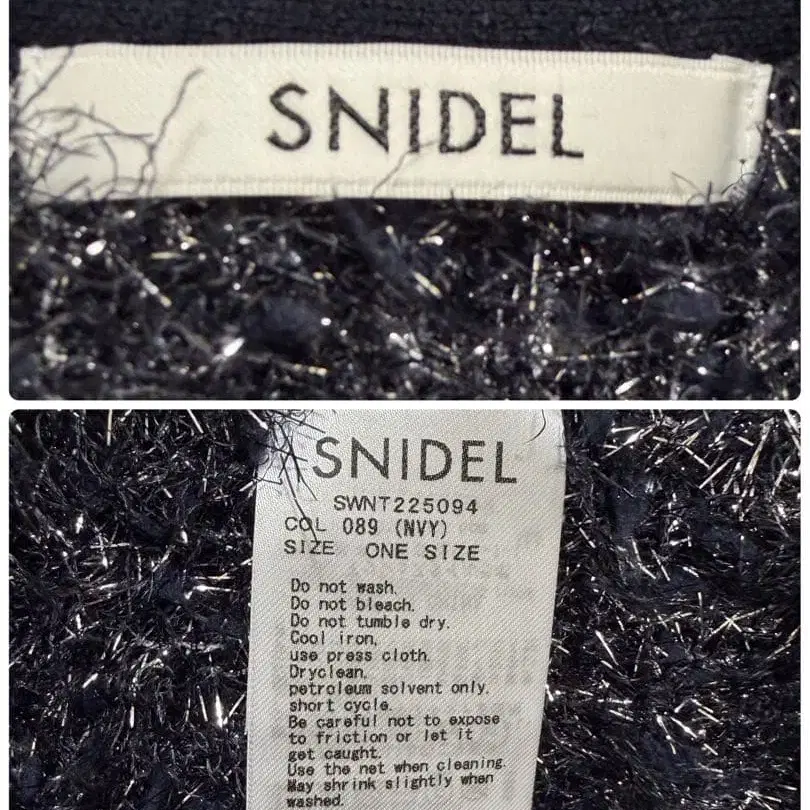 SNIDEL
SNIDEL
SWNT225094
COL 089 (NVY)
SIZE ONE SIZE
Do not wash.
Do not bleach.
Do not tumble dry.
Cool iron,
use press cloth.
Dryclean,
petroleum solvent only,
short cycle.
Be careful not to expose
to friction or let it
get caught.
Use the net when cleaning.
May shrink slightly when
washed.